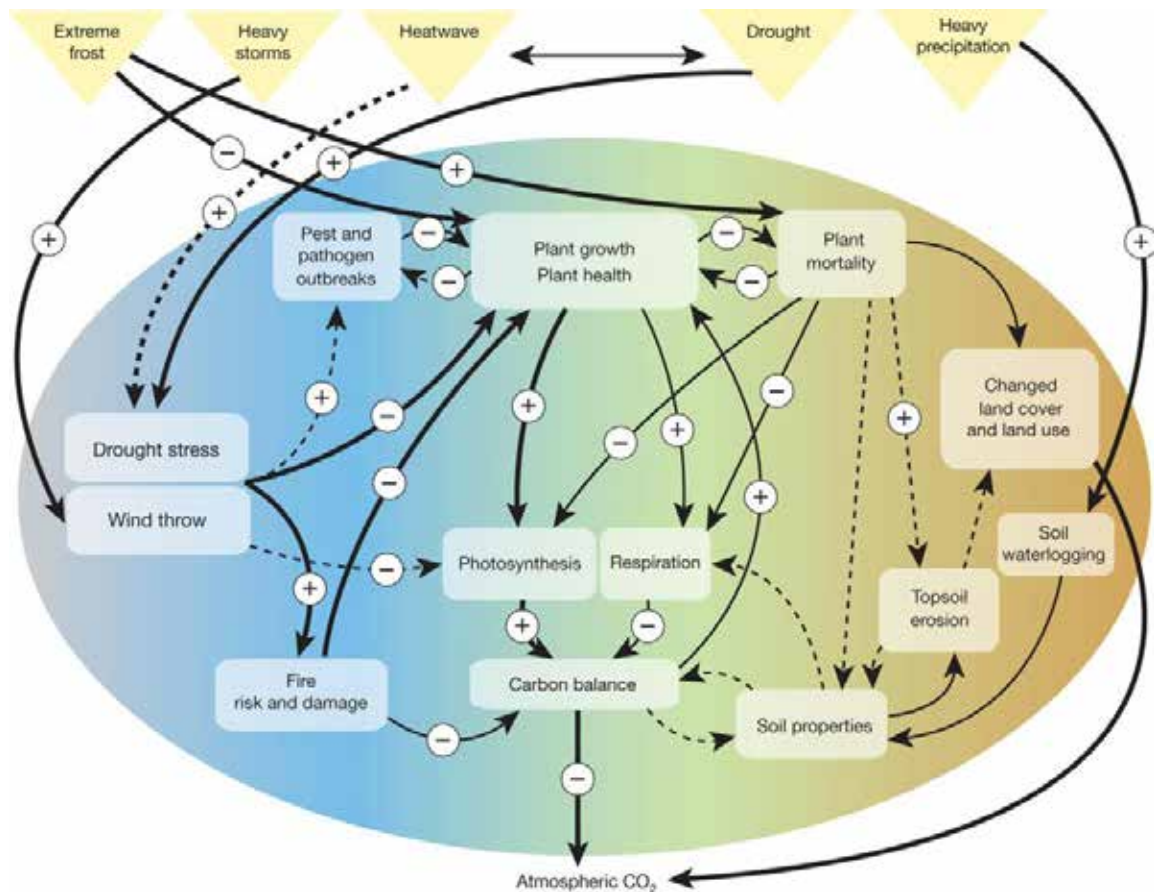 Extreme
frost
Heavy
storms
Heatwave
Drought
Heavy
precipitation
−
+
+
+
+
+
Pest and
pathogen
outbreaks
−
−
Plant growth
Plant health
−
−
Plant
mortality
+
−
+
−
+
−
−
+
Changed
land cover
and land use
Drought stress
Wind throw
−
+
Soil
waterlogging
−
Photosynthesis
Respiration
+
Topsoil
erosion
+
−
Fire
risk and damage
Carbon balance
Soil properties
−
−
Atmospheric CO₂